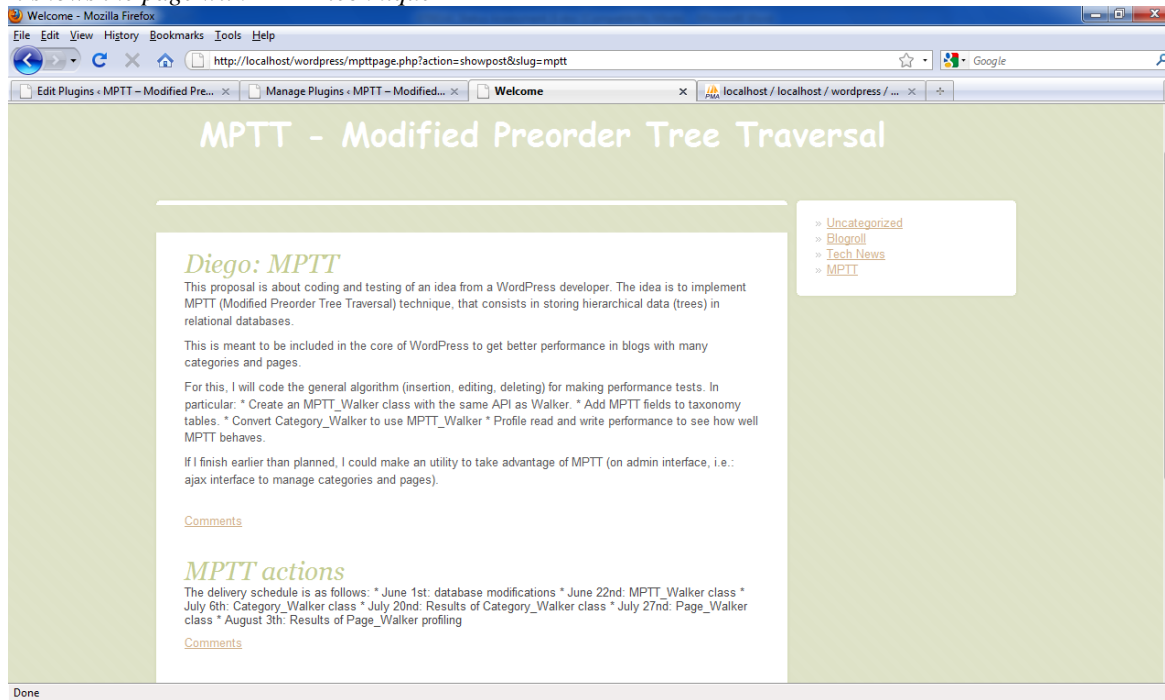 Welcome - Mozilla Firefox
File Edit View History Bookmarks Tools Help
http://localhost/wordpress/mpttpage.php?action=showpost&slug=mptt
Google
Edit Plugins ‹ MPTT – Modified Pre...
Manage Plugins ‹ MPTT – Modified...
Welcome
localhost / localhost / wordpress / ...
MPTT - Modified Preorder Tree Traversal
» Uncategorized
» Blogroll
» Tech News
» MPTT
Diego: MPTT
This proposal is about coding and testing of an idea from a WordPress developer. The idea is to implement
MPTT (Modified Preorder Tree Traversal) technique, that consists in storing hierarchical data (trees) in
relational databases.
This is meant to be included in the core of WordPress to get better performance in blogs with many
categories and pages.
For this, I will code the general algorithm (insertion, editing, deleting) for making performance tests. In
particular: * Create an MPTT_Walker class with the same API as Walker. * Add MPTT fields to taxonomy
tables. * Convert Category_Walker to use MPTT_Walker * Profile read and write performance to see how well
MPTT behaves.
If I finish earlier than planned, I could make an utility to take advantage of MPTT (on admin interface, i.e.:
ajax interface to manage categories and pages).
Comments
MPTT actions
The delivery schedule is as follows: * June 1st: database modifications * June 22nd: MPTT_Walker class *
July 6th: Category_Walker class * July 20nd: Results of Category_Walker class * July 27nd: Page_Walker
class * August 3th: Results of Page_Walker profiling
Comments
Done